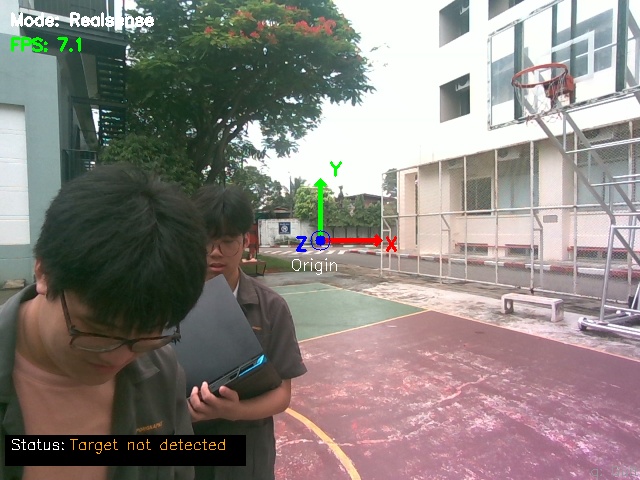 Mode: Realsense
FPS: 7.1
Y
Z
X
Origin
Status: Target not detected